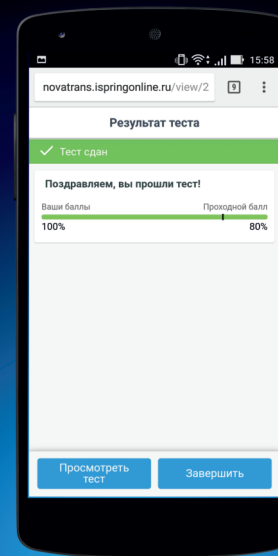 15:58
novatrans.ispringonline.ru/view/2 9
Результат теста
Тест сдан
Поздравляем, вы прошли тест!
Ваши баллы Проходной балл
100% 80%
Просмотреть тест
Завершить